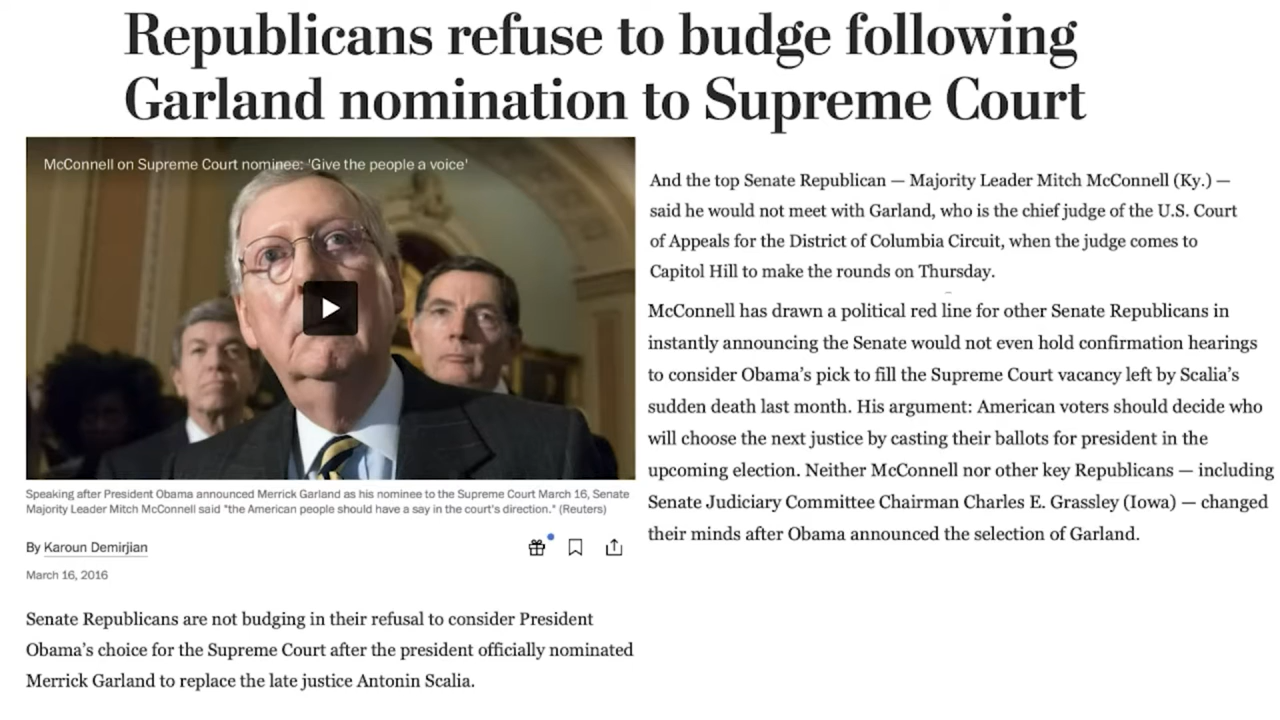 Republicans refuse to budge following
Garland nomination to Supreme Court
McConnell on Supreme Court nominee: 'Give the people a voice'
Speaking after President Obama announced Merrick Garland as his nominee to the Supreme Court March 16, Senate
Majority Leader Mitch McConnell said "the American people should have a say in the court's direction." (Reuters)
By Karoun Demirjian
March 16, 2016
Senate Republicans are not budging in their refusal to consider President
Obama's choice for the Supreme Court after the president officially nominated
Merrick Garland to replace the late justice Antonin Scalia.
And the top Senate Republican — Majority Leader Mitch McConnell (Ky.) —
said he would not meet with Garland, who is the chief judge of the U.S. Court
of Appeals for the District of Columbia Circuit, when the judge comes to
Capitol Hill to make the rounds on Thursday.
McConnell has drawn a political red line for other Senate Republicans in
instantly announcing the Senate would not even hold confirmation hearings
to consider Obama's pick to fill the Supreme Court vacancy left by Scalia's
sudden death last month. His argument: American voters should decide who
will choose the next justice by casting their ballots for president in the
upcoming election. Neither McConnell nor other key Republicans — including
Senate Judiciary Committee Chairman Charles E. Grassley (Iowa) — changed
their minds after Obama announced the selection of Garland.